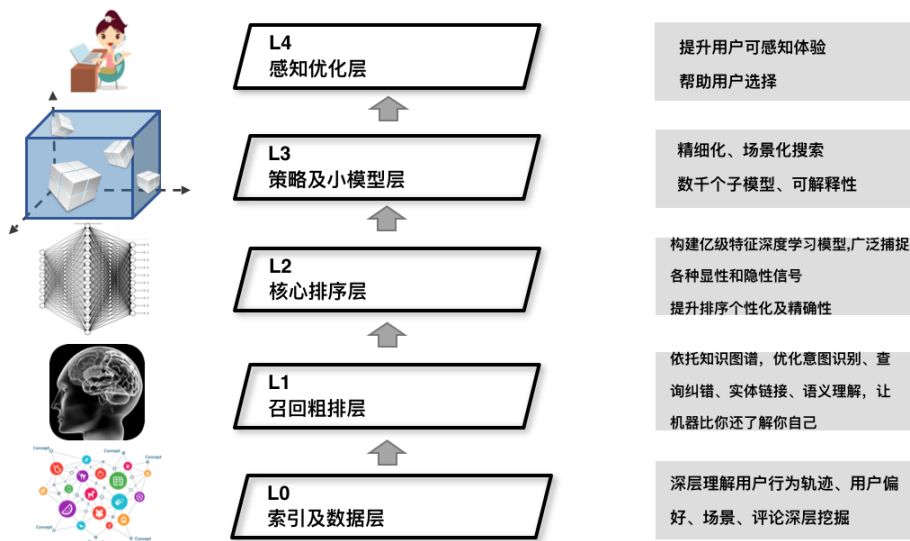 L4
感知优化层
提升用户可感知体验
帮助用户选择
L3
策略及小模型层
精细化、场景化搜索
数千个子模型、可解释性
L2
核心排序层
构建亿级特征深度学习模型,广泛捕捉
各种显性和隐性信号
提升排序个性化及精确性
L1
召回粗排层
依托知识图谱，优化意图识别、查
询纠错、实体链接、语义理解，让
机器比你还了解你自己
Concept
Concept
Concept
Concept
L0
索引及数据层
深层理解用户行为轨迹、用户偏
好、场景、评论深层挖掘